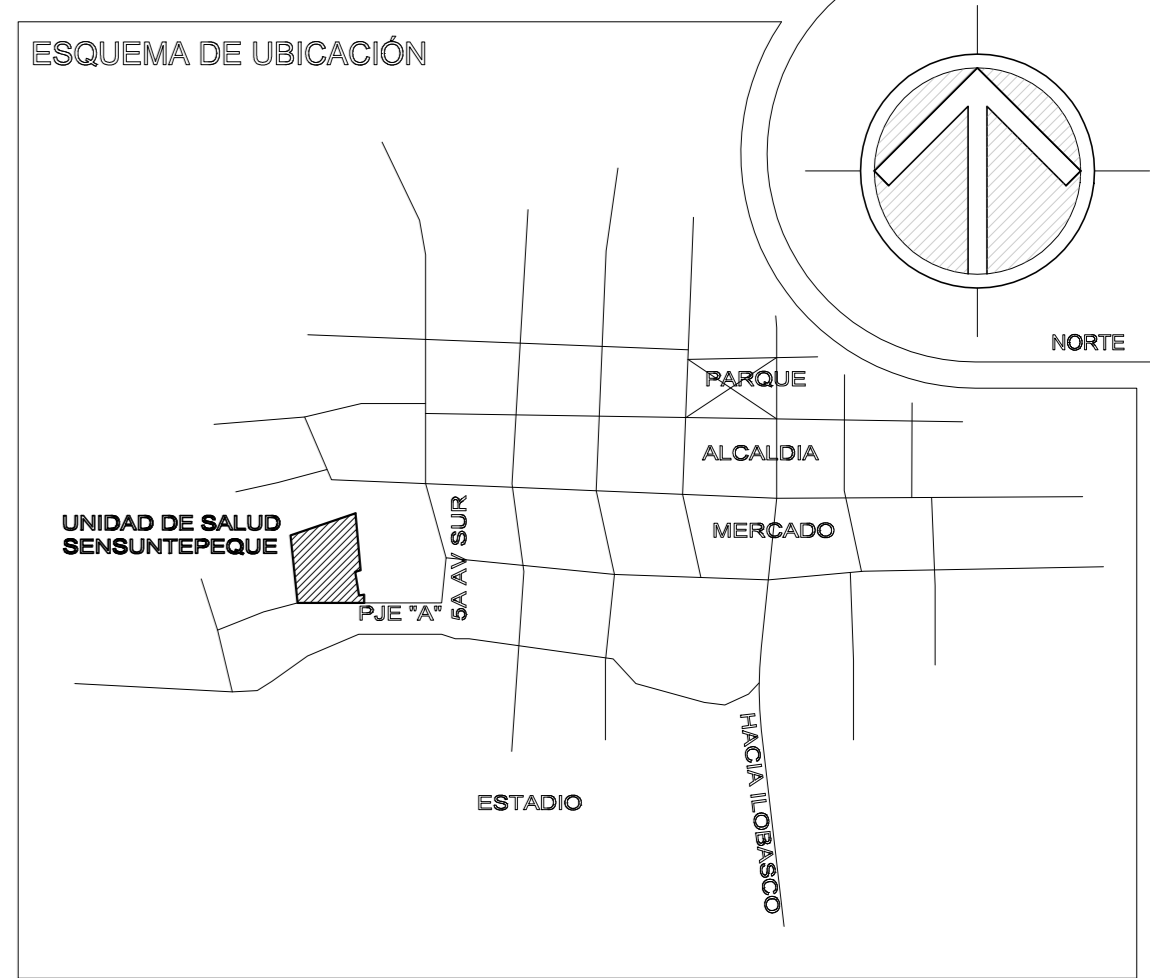 ESQUEMA DE UBICACIÓN
NORTE
PARQUE
ALCALDIA
MERCADO
UNIDAD DE SALUD
SENSUNTEPEQUE
5A AV SUR
PJE "A"
HACIA ILOBASCO
ESTADIO